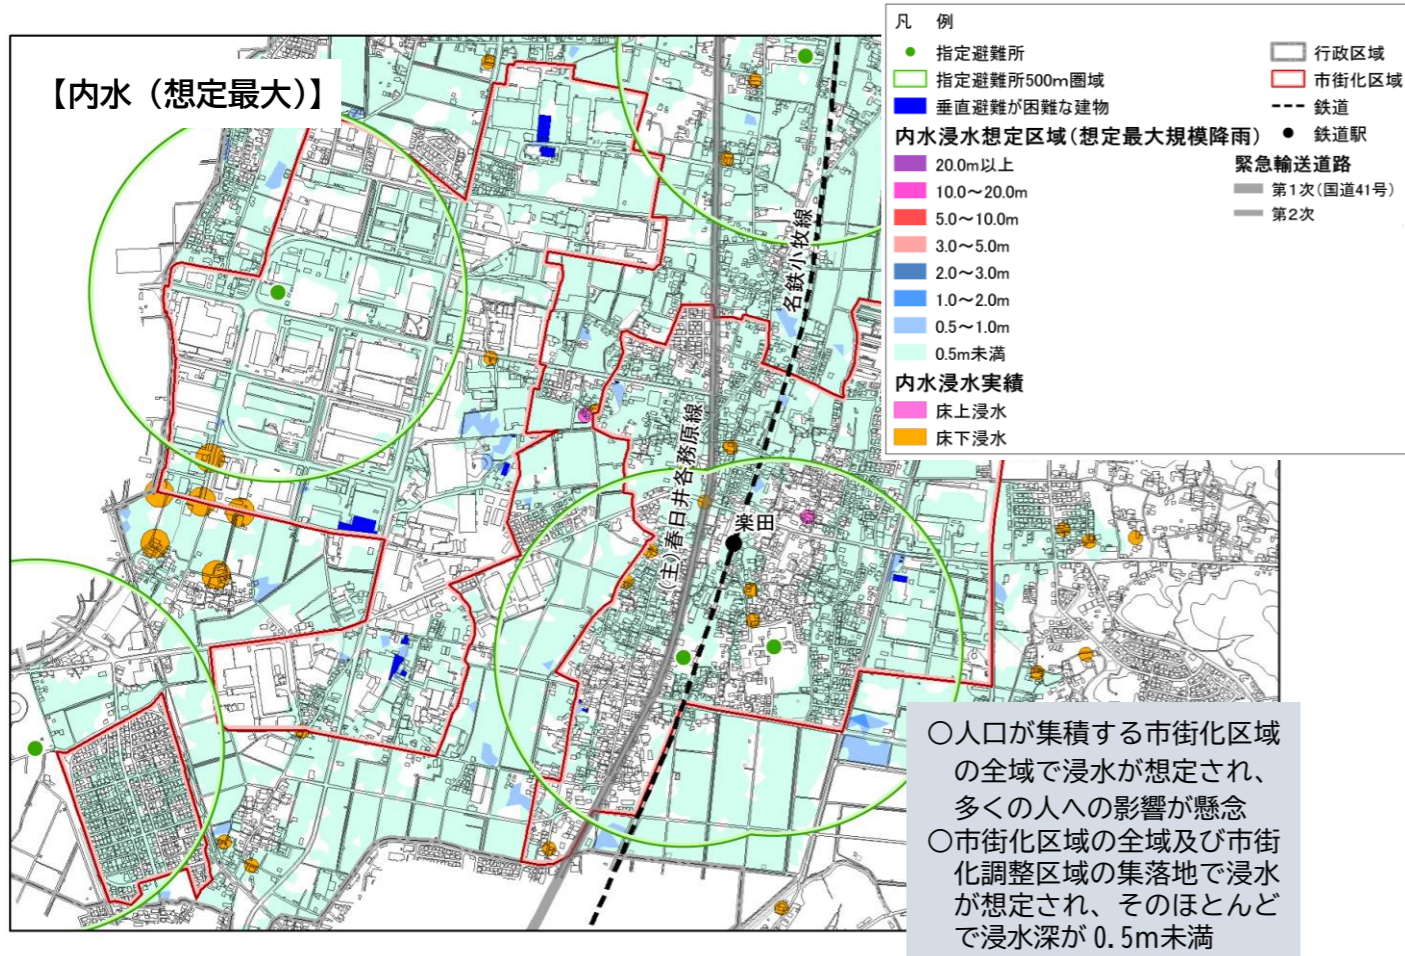 【内水（想定最大）】
凡　例
指定避難所
指定避難所500m圏域
垂直避難が困難な建物
内水浸水想定区域(想定最大規模降雨)
20.0m以上
10.0～20.0m
5.0～10.0m
3.0～5.0m
2.0～3.0m
1.0～2.0m
0.5～1.0m
0.5m未満
内水浸水実績
床上浸水
床下浸水
行政区域
市街化区域
鉄道
鉄道駅
緊急輸送道路
第1次(国道41号)
第2次
名鉄小牧線
(主)春日井各務原線
楽田
○人口が集積する市街化区域
の全域で浸水が想定され、
多くの人への影響が懸念
○市街化区域の全域及び市街
化調整区域の集落地で浸水
が想定され、そのほとんど
で浸水深が 0.5m未満